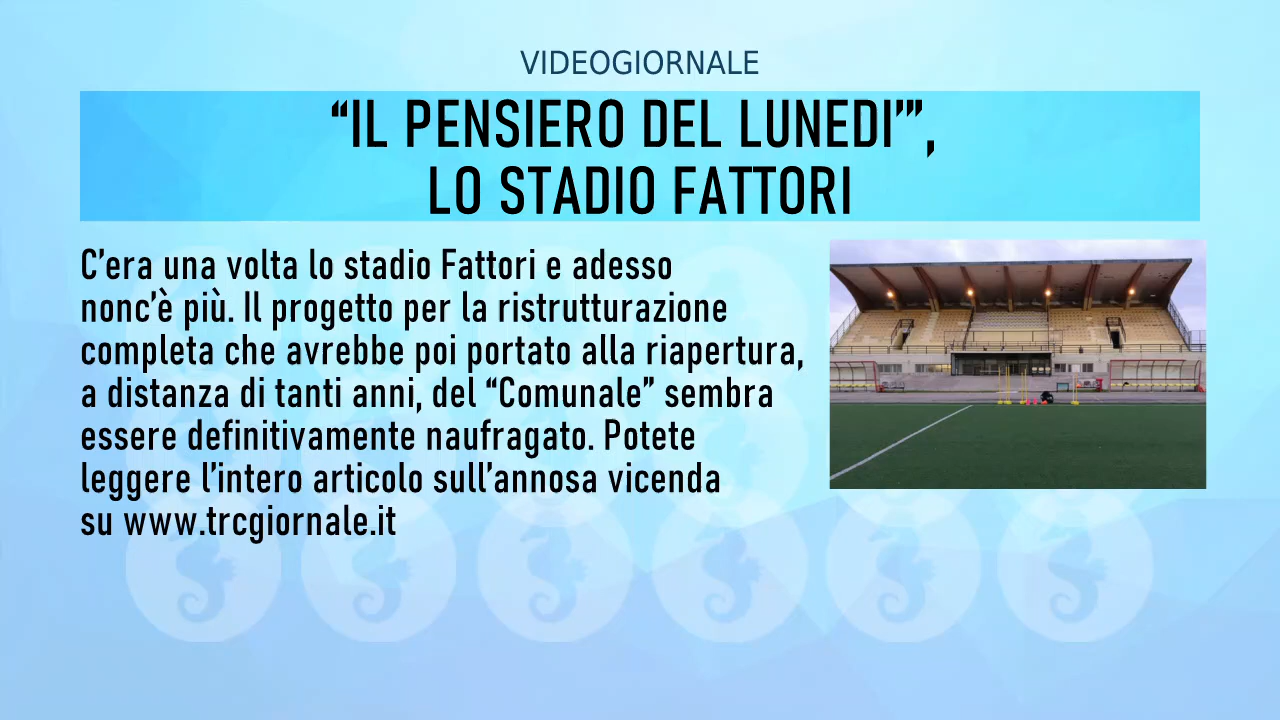 VIDEOGIORNALE
“IL PENSIERO DEL LUNEDI’”,
LO STADIO FATTORI
C’era una volta lo stadio Fattori e adesso
nonc’è più. Il progetto per la ristrutturazione
completa che avrebbe poi portato alla riapertura,
a distanza di tanti anni, del “Comunale” sembra
essere definitivamente naufragato. Potete
leggere l’intero articolo sull’annosa vicenda
su www.trcgiornale.it